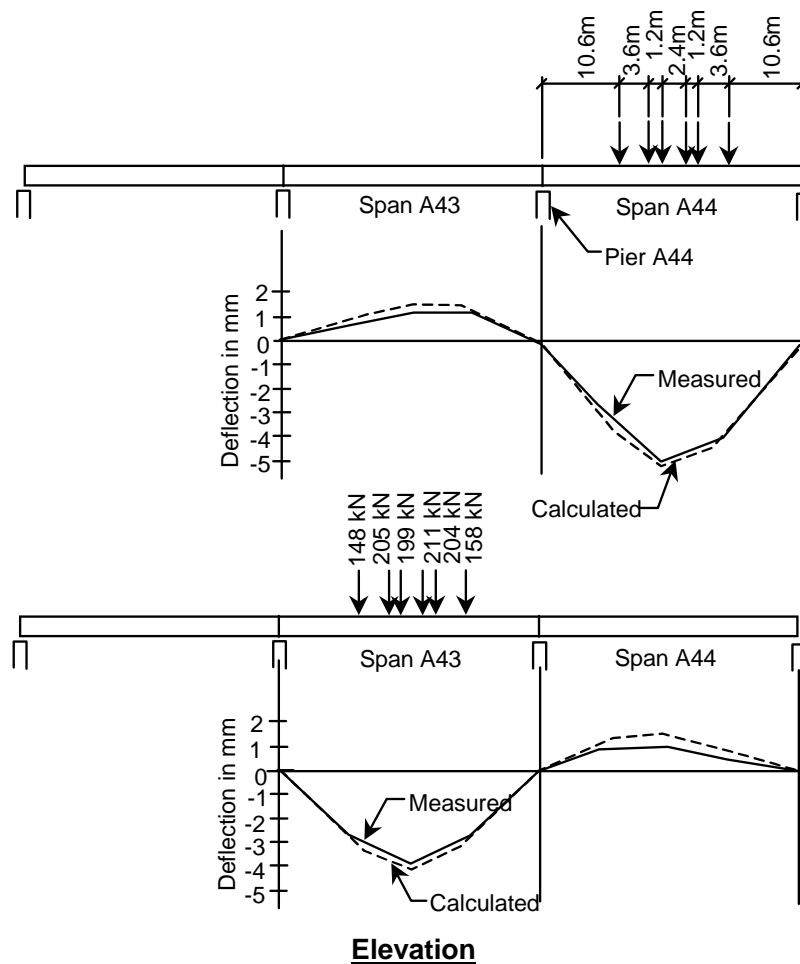 10.6m
3.6m
1.2m
2.4m
1.2m
3.6m
10.6m
Span A43
Span A44
Pier A44
Deflection in mm
2
1
0
-1
-2
-3
-4
-5
Measured
Calculated
148 kN
205 kN
199 kN
211 kN
204 kN
158 kN
Span A43
Span A44
Deflection in mm
2
1
0
-1
-2
-3
-4
-5
Measured
Calculated
Elevation